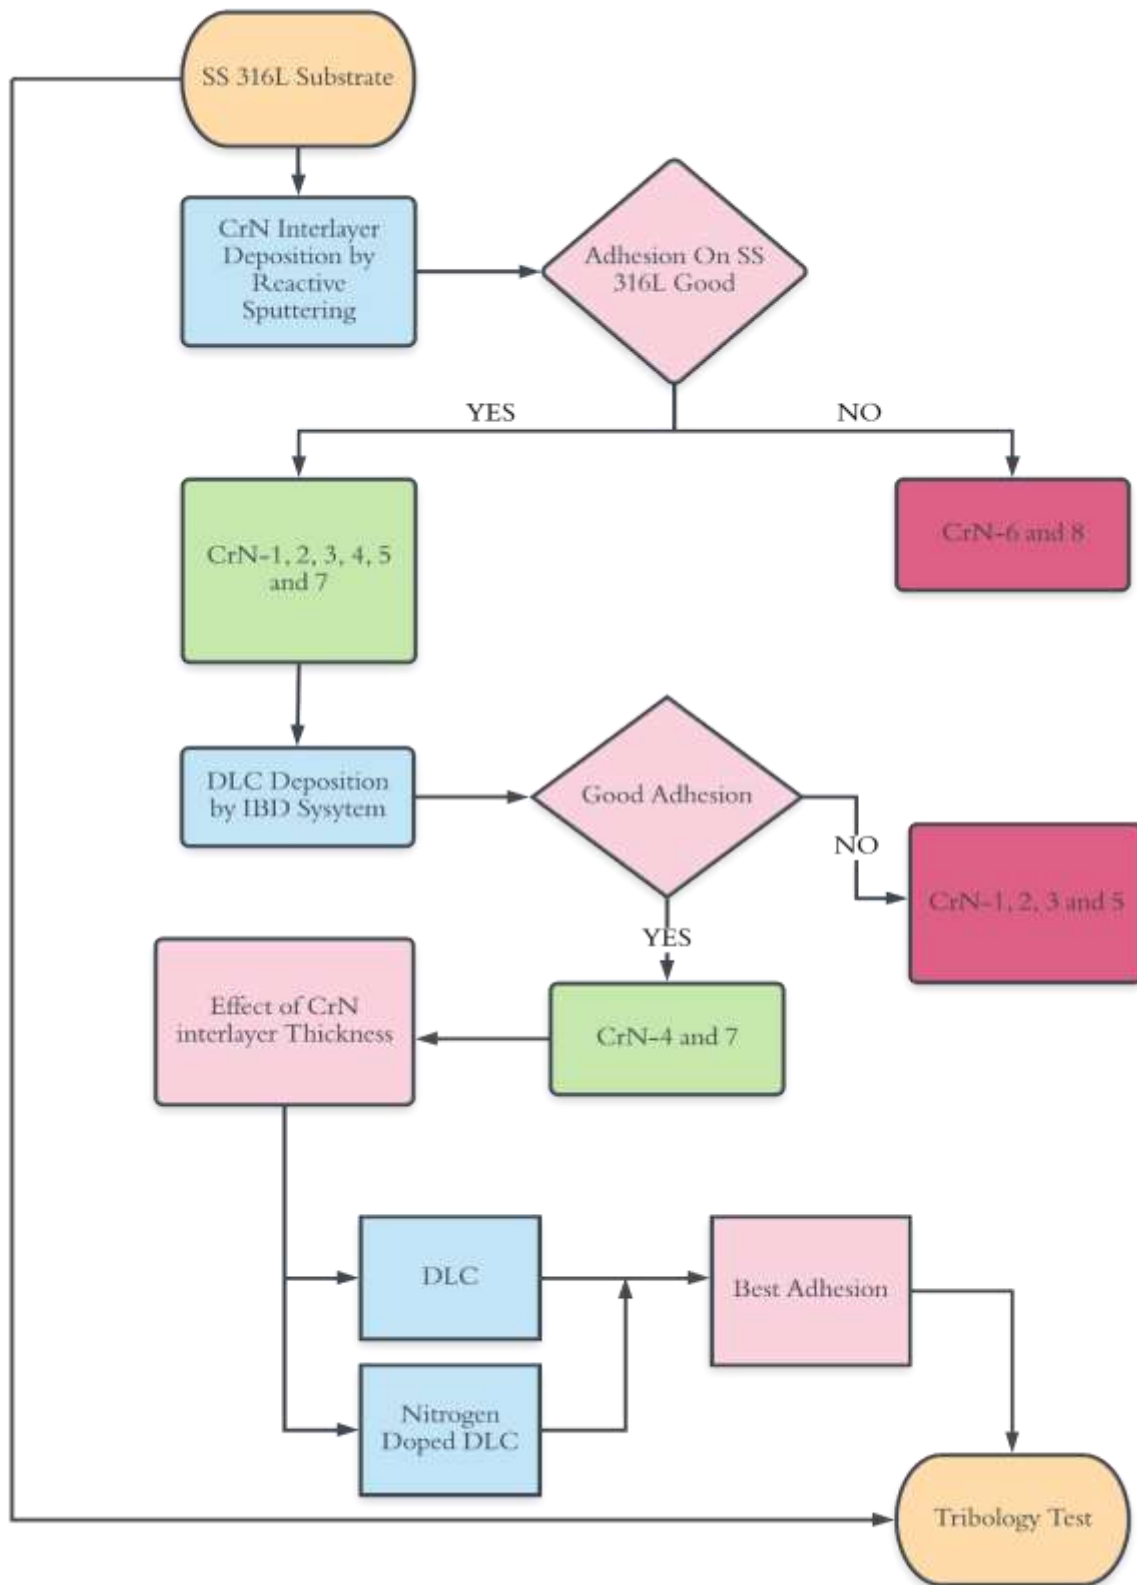 SS 316L Substrate
CrN Interlayer
Deposition by
Reactive
Sputtering
Adhesion On SS
316L Good
YES
NO
CrN-1, 2, 3, 4, 5
and 7
CrN-6 and 8
DLC Deposition
by IBD Sysytem
Good Adhesion
NO
CrN-1, 2, 3 and 5
YES
Effect of CrN
interlayer Thickness
CrN-4 and 7
DLC
Best Adhesion
Nitrogen
Doped DLC
Tribology Test